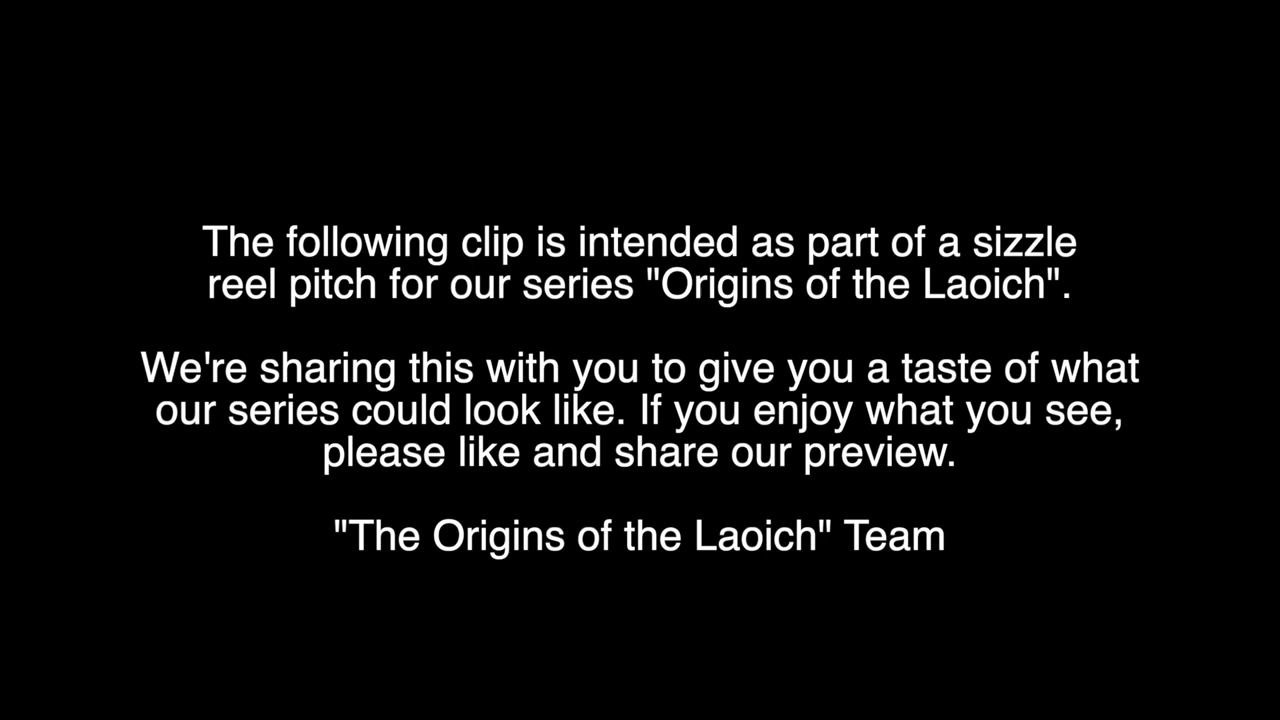 The following clip is intended as part of a sizzle
reel pitch for our series "Origins of the Laoich".
We're sharing this with you to give you a taste of what
our series could look like. If you enjoy what you see,
please like and share our preview.
"The Origins of the Laoich" Team